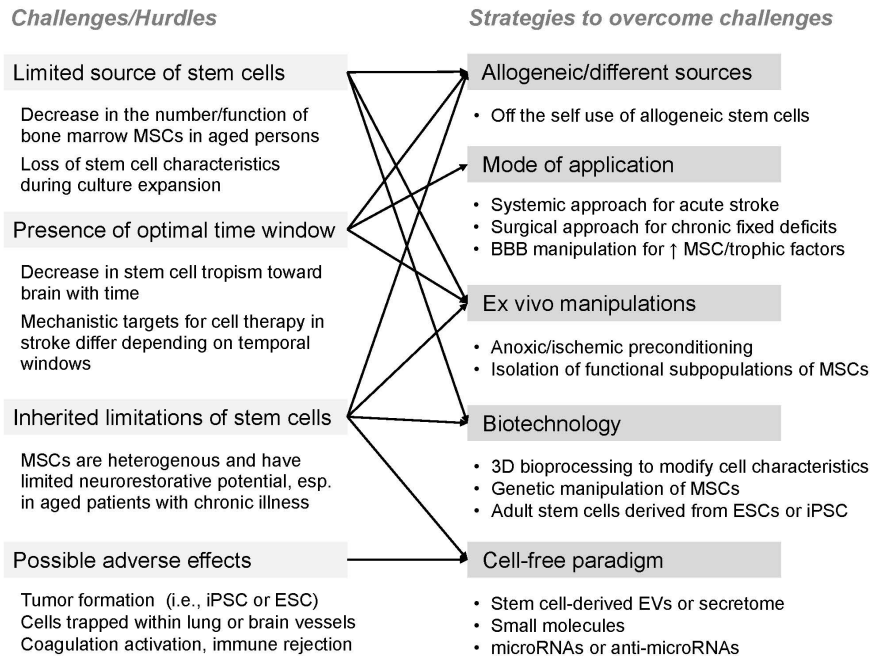 Challenges/Hurdles
Limited source of stem cells
Decrease in the number/function of
bone marrow MSCs in aged persons
Loss of stem cell characteristics
during culture expansion
Presence of optimal time window
Decrease in stem cell tropism toward
brain with time
Mechanistic targets for cell therapy in
stroke differ depending on temporal
windows
Inherited limitations of stem cells
MSCs are heterogenous and have
limited neurorestorative potential, esp.
in aged patients with chronic illness
Possible adverse effects
Tumor formation (i.e., iPSC or ESC)
Cells trapped within lung or brain vessels
Coagulation activation, immune rejection
Strategies to overcome challenges
Allogeneic/different sources
• Off the self use of allogeneic stem cells
Mode of application
• Systemic approach for acute stroke
• Surgical approach for chronic fixed deficits
• BBB manipulation for ↑ MSC/trophic factors
Ex vivo manipulations
• Anoxic/ischemic preconditioning
• Isolation of functional subpopulations of MSCs
Biotechnology
• 3D bioprocessing to modify cell characteristics
• Genetic manipulation of MSCs
• Adult stem cells derived from ESCs or iPSC
Cell-free paradigm
• Stem cell-derived EVs or secretome
• Small molecules
• microRNAs or anti-microRNAs